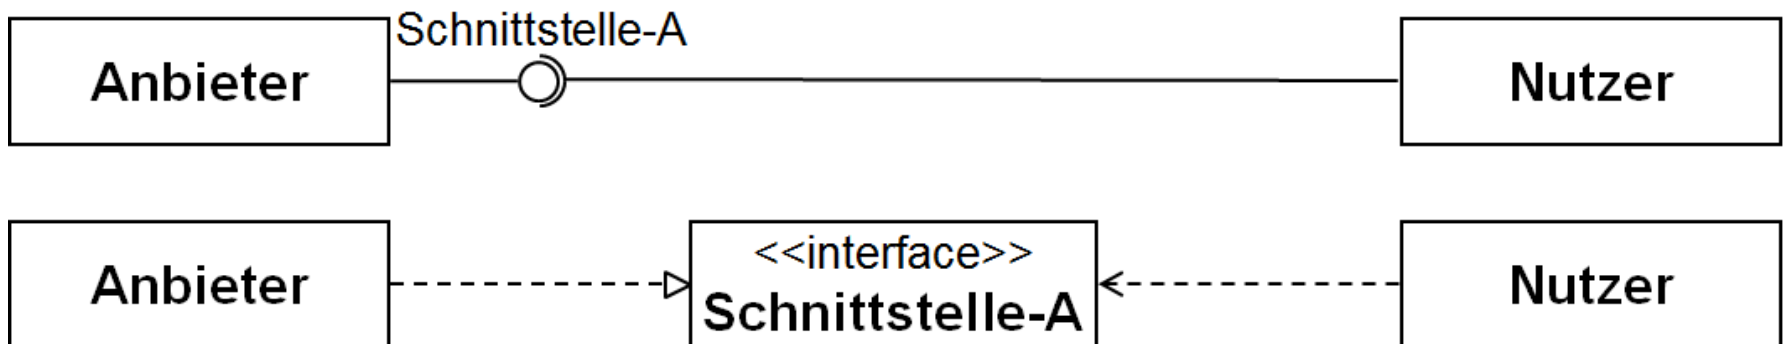 Schnittstelle-A
Anbieter
Nutzer
<<interface>>
Anbieter
Schnittstelle-A
Nutzer